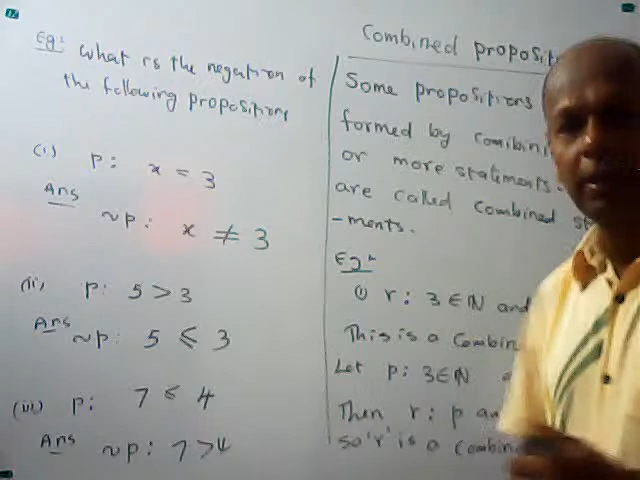 Eg: What is the negation of
the following propositions
(i) p: x = 3
Ans
~p: x ≠ 3
(ii) p: 5 > 3
Ans ~p: 5 ≤ 3
(iii) p: 7 ≤ 4
Ans ~p: 7 > 4
Combined proposit
Some propositions
formed by combini
or more statements.
are called combined st
-ments.
Eg:
① r: 3 ∈ ℕ and
This is a combin
Let p: 3 ∈ ℕ
Then r: p an
so 'r' is a combin